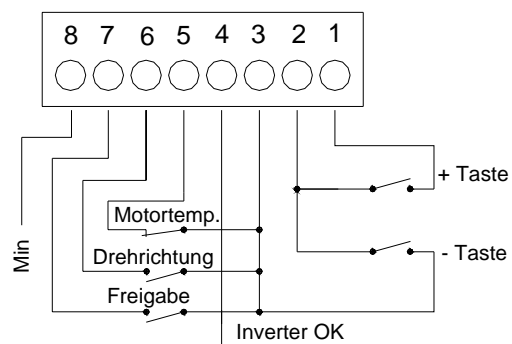 8 7 6 5 4 3 2 1
+ Taste
Motortemp.
- Taste
Drehrichtung
Min
Freigabe
Inverter OK